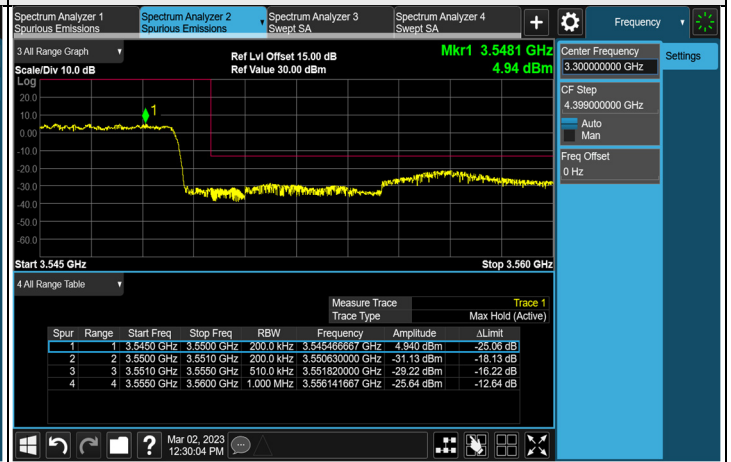 Spectrum Analyzer 1 Spectrum Analyzer 2 Spectrum Analyzer 3 Spectrum Analyzer 4
Spurious Emissions Spurious Emissions Swept SA Swept SA
+
Frequency
3 All Range Graph
Ref Lvl Offset 15.00 dB
Mkr1 3.5481 GHz
Scale/Div 10.0 dB
Ref Value 30.00 dBm
4.94 dBm
Log
20.0
10.0
0.00
-10.0
-20.0
-30.0
-40.0
-50.0
-60.0
1
Start 3.545 GHz
Stop 3.560 GHz
4 All Range Table
Measure Trace Trace 1
Trace Type Max Hold (Active)
Spur Range Start Freq Stop Freq RBW Frequency Amplitude ΔLimit
1 1 3.5450 GHz 3.5500 GHz 200.0 kHz 3.545466667 GHz 4.940 dBm -25.06 dB
2 2 3.5500 GHz 3.5510 GHz 200.0 kHz 3.550630000 GHz -31.13 dBm -18.13 dB
3 3 3.5510 GHz 3.5550 GHz 510.0 kHz 3.551820000 GHz -29.22 dBm -16.22 dB
4 4 3.5550 GHz 3.5600 GHz 1.000 MHz 3.556141667 GHz -25.64 dBm -12.64 dB
Center Frequency
3.300000000 GHz
Settings
CF Step
4.399000000 GHz
Auto
Man
Freq Offset
0 Hz
?
Mar 02, 2023
12:30:04 PM